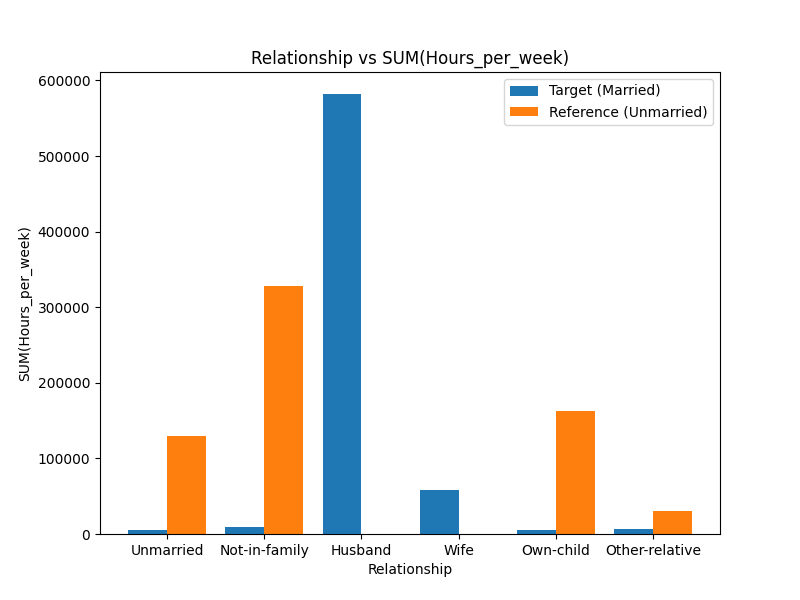 Relationship vs SUM(Hours_per_week)
Target (Married)
Reference (Unmarried)
SUM(Hours_per_week)
600000
500000
400000
300000
200000
100000
0
Unmarried
Not-in-family
Husband
Wife
Own-child
Other-relative
Relationship